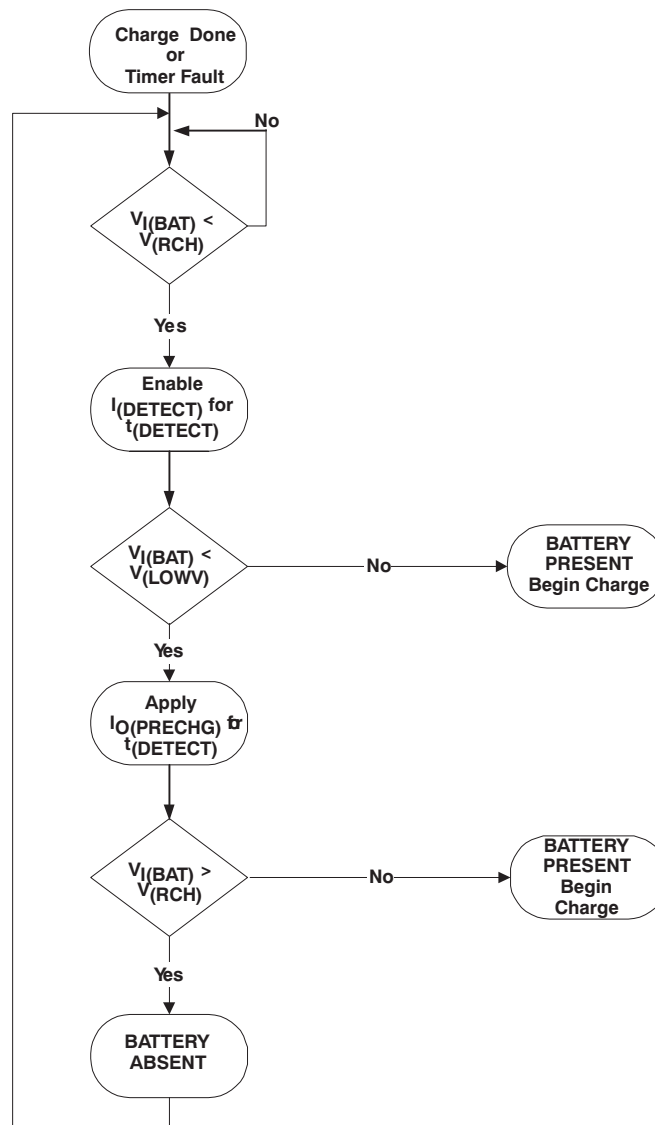 Charge Done
or
Timer Fault
No
VI(BAT) <
V(RCH)
Yes
Enable
I(DETECT) for
t(DETECT)
VI(BAT) <
V(LOWV)
No
BATTERY
PRESENT
Begin Charge
Yes
Apply
IO(PRECHG) for
t(DETECT)
VI(BAT) >
V(RCH)
No
BATTERY
PRESENT
Begin
Charge
Yes
BATTERY
ABSENT